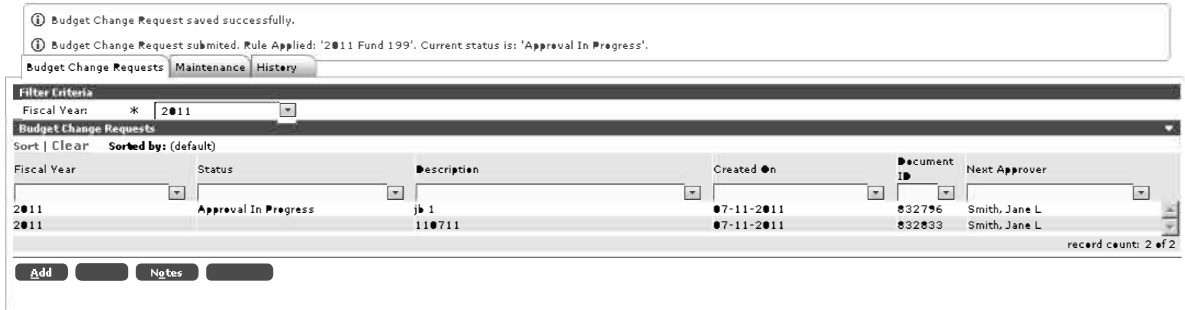 Budget Change Request saved successfully.
Budget Change Request submited. Rule Applied: '2011 Fund 199'. Current status is: 'Approval In Progress'.
Budget Change Requests Maintenance History
Filter Criteria
Fiscal Year: * 2011
Budget Change Requests
Sort | Clear Sorted by: (default)
Fiscal Year Status Description Created On Document ID Next Approver
2011 Approval In Progress jb 1 07-11-2011 832796 Smith, Jane L
2011 110711 07-11-2011 832833 Smith, Jane L
record count: 2 of 2
Add Notes